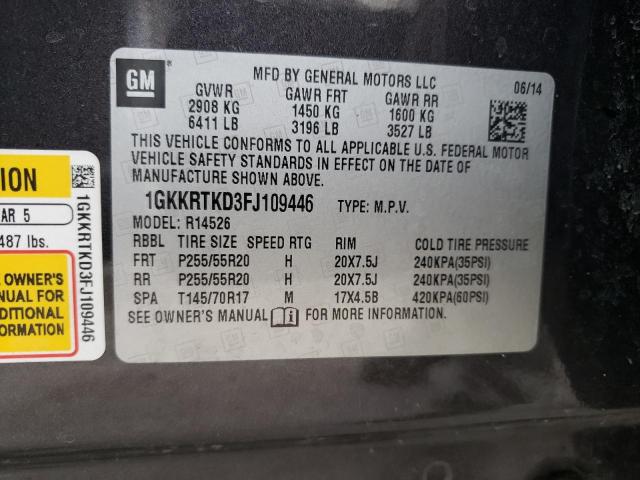 GM
MFD BY GENERAL MOTORS LLC
06/14
GVWR GAWR FRT GAWR RR
2908 KG 1450 KG 1600 KG
6411 LB 3196 LB 3527 LB
THIS VEHICLE CONFORMS TO ALL APPLICABLE U.S. FEDERAL MOTOR
VEHICLE SAFETY STANDARDS IN EFFECT ON THE DATE OF
MANUFACTURE SHOWN ABOVE.
1GKKRTKD3FJ109446 TYPE: M.P.V.
MODEL: R14526
RBBL TIRE SIZE SPEED RTG RIM COLD TIRE PRESSURE
FRT P255/55R20 H 20X7.5J 240KPA(35PSI)
RR P255/55R20 H 20X7.5J 240KPA(35PSI)
SPA T145/70R17 M 17X4.5B 420KPA(60PSI)
SEE OWNER'S MANUAL i FOR MORE INFORMATION.
TION
AR 5
487 lbs.
E OWNER'S
NUAL FOR
DITIONAL
ORMATION
1GKKRTKD3FJ109446